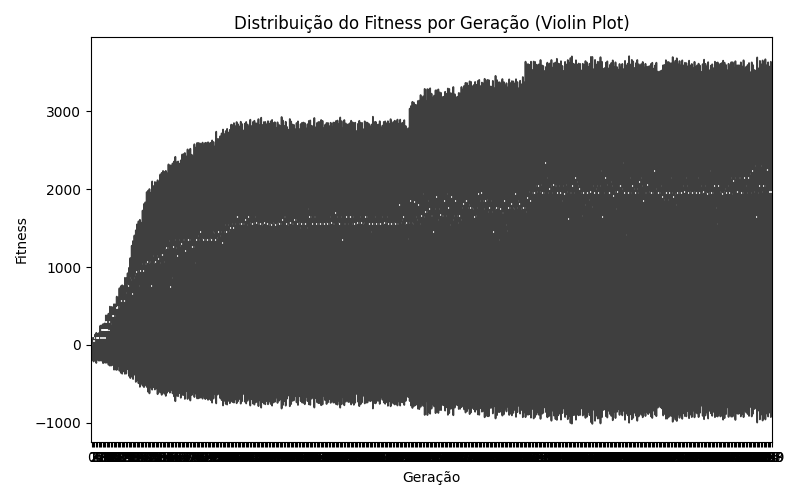 Distribuição do Fitness por Geração (Violin Plot)
Fitness
3000
2000
1000
0
−1000
Geração